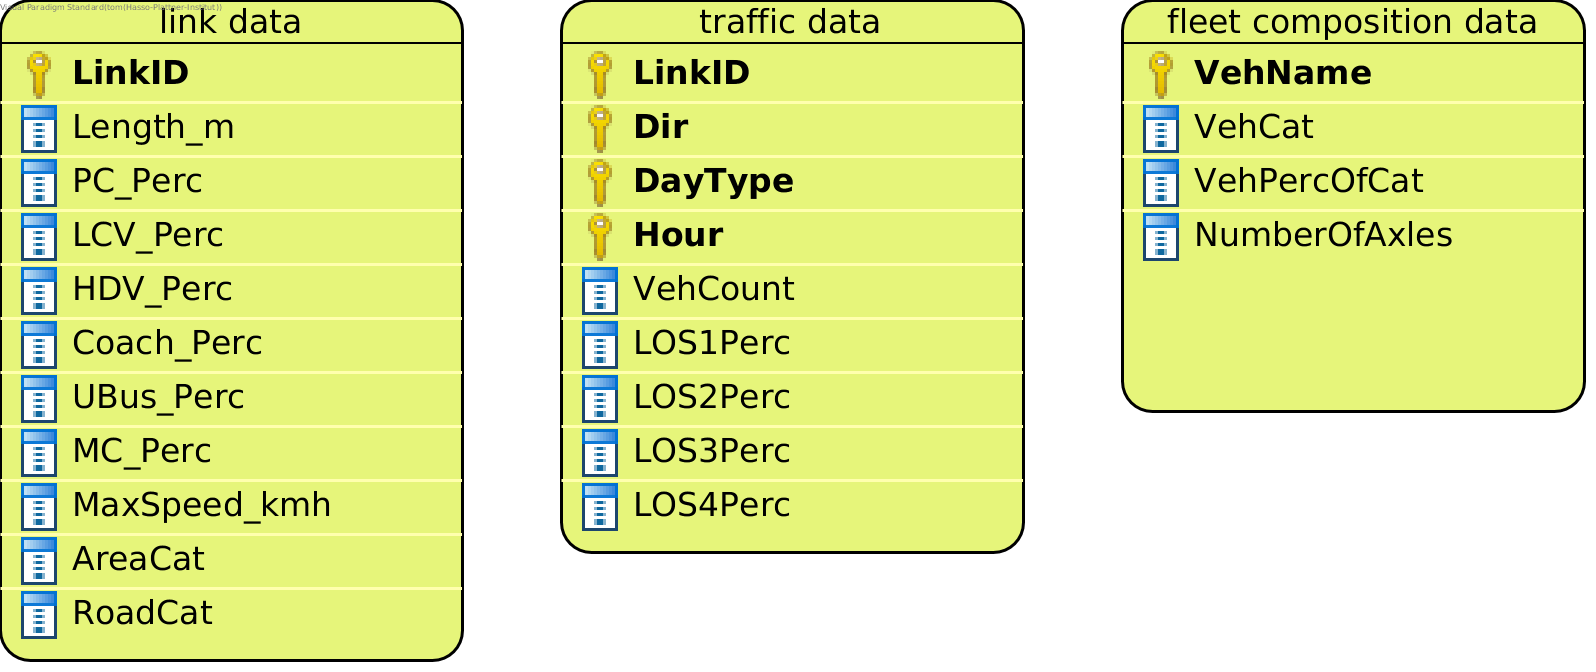 Visual Paradigm Standard(tom(Hasso-Plattner-Institut))
link data
LinkID
Length_m
PC_Perc
LCV_Perc
HDV_Perc
Coach_Perc
UBus_Perc
MC_Perc
MaxSpeed_kmh
AreaCat
RoadCat
traffic data
LinkID
Dir
DayType
Hour
VehCount
LOS1Perc
LOS2Perc
LOS3Perc
LOS4Perc
fleet composition data
VehName
VehCat
VehPercOfCat
NumberOfAxles